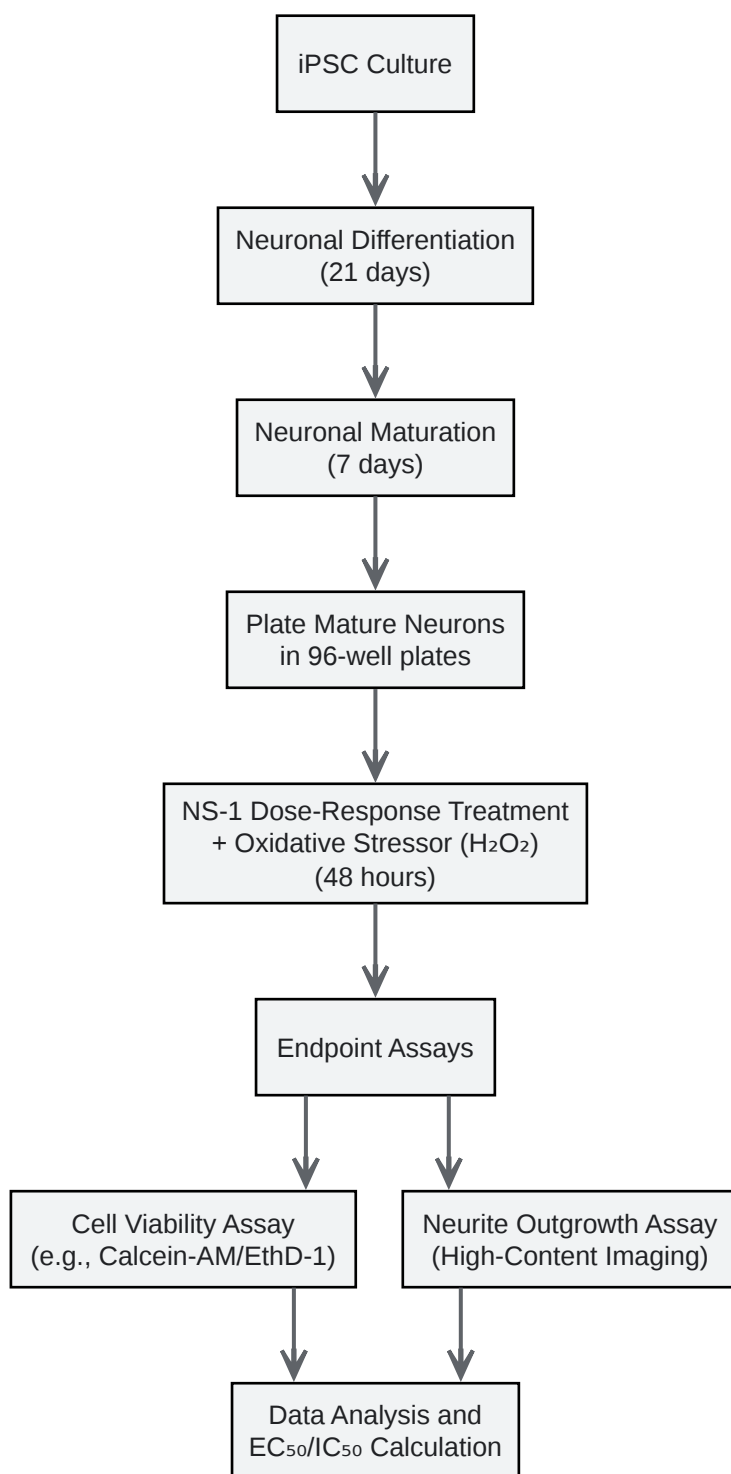 iPSC Culture
Neuronal Differentiation
(21 days)
Neuronal Maturation
(7 days)
Plate Mature Neurons
in 96-well plates
NS-1 Dose-Response Treatment
+ Oxidative Stressor (H₂O₂)
(48 hours)
Endpoint Assays
Cell Viability Assay
(e.g., Calcein-AM/EthD-1)
Neurite Outgrowth Assay
(High-Content Imaging)
Data Analysis and
EC₅₀/IC₅₀ Calculation